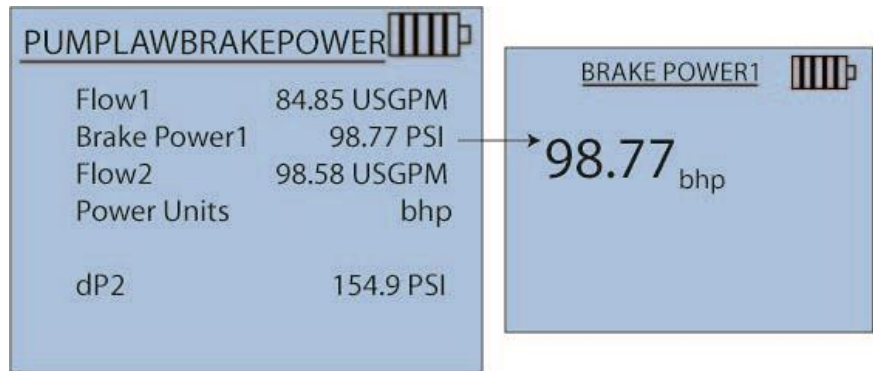 PUMPLAWBRAKEPOWER
Flow1 84.85 USGPM
Brake Power1 98.77 PSI
Flow2 98.58 USGPM
Power Units bhp
dP2 154.9 PSI
BRAKE POWER1
98.77 bhp